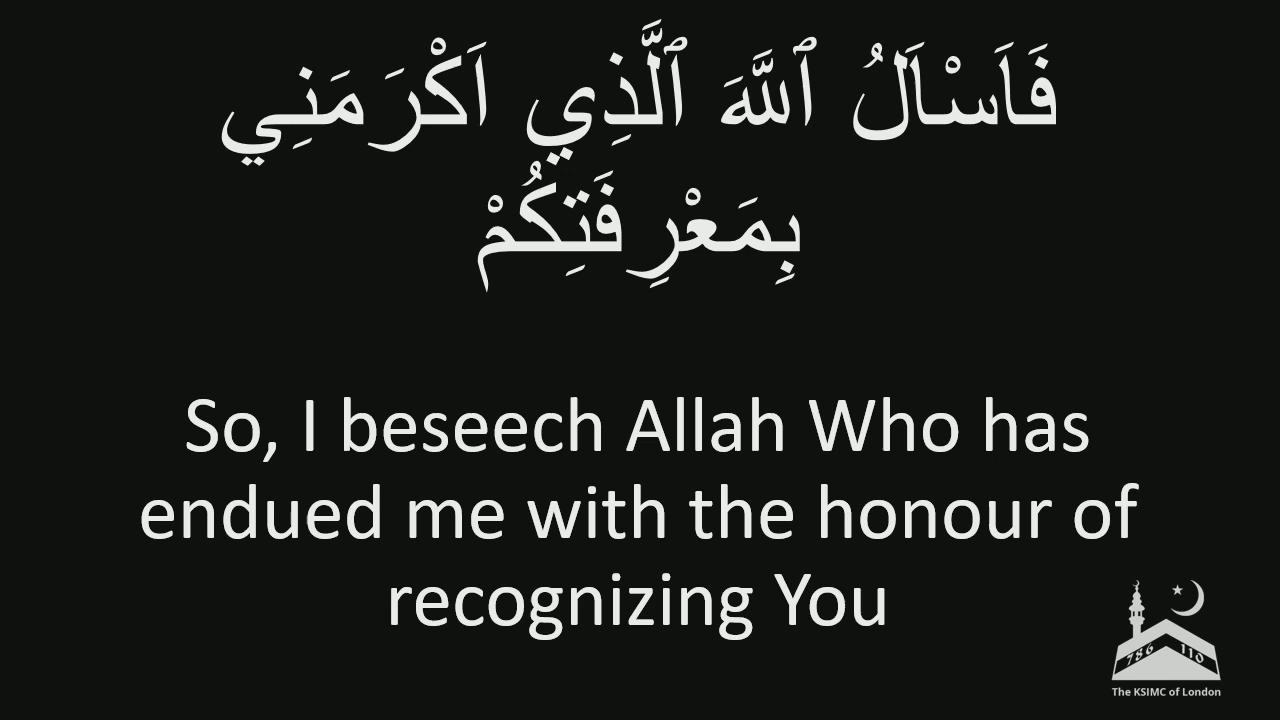 فَاَسْاَلُ ٱللَّهَ ٱلَّذِي اَكْرَمَنِي
بِمَعْرِفَتِكُمْ
So, I beseech Allah Who has
endued me with the honour of
recognizing You
786 110
The KSIMC of London